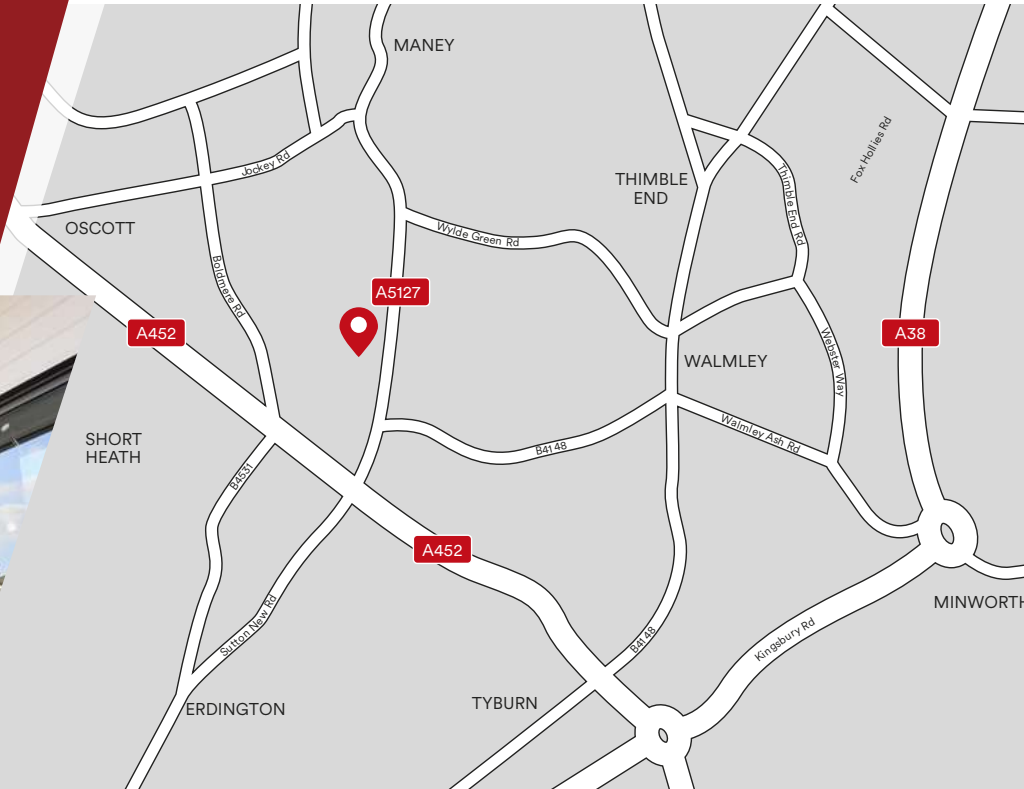 MANEY
Jockey Rd
Fox Hollies Rd
THIMBLE
END
Thimble End Rd
OSCOTT
Wylde Green Rd
Boldmere Rd
A5127
A452
A38
Webster Way
WALMLEY
SHORT
HEATH
Walmley Ash Rd
B4148
B4531
A452
MINWORTH
Sutton New Rd
B4148
Kingsbury Rd
TYBURN
ERDINGTON